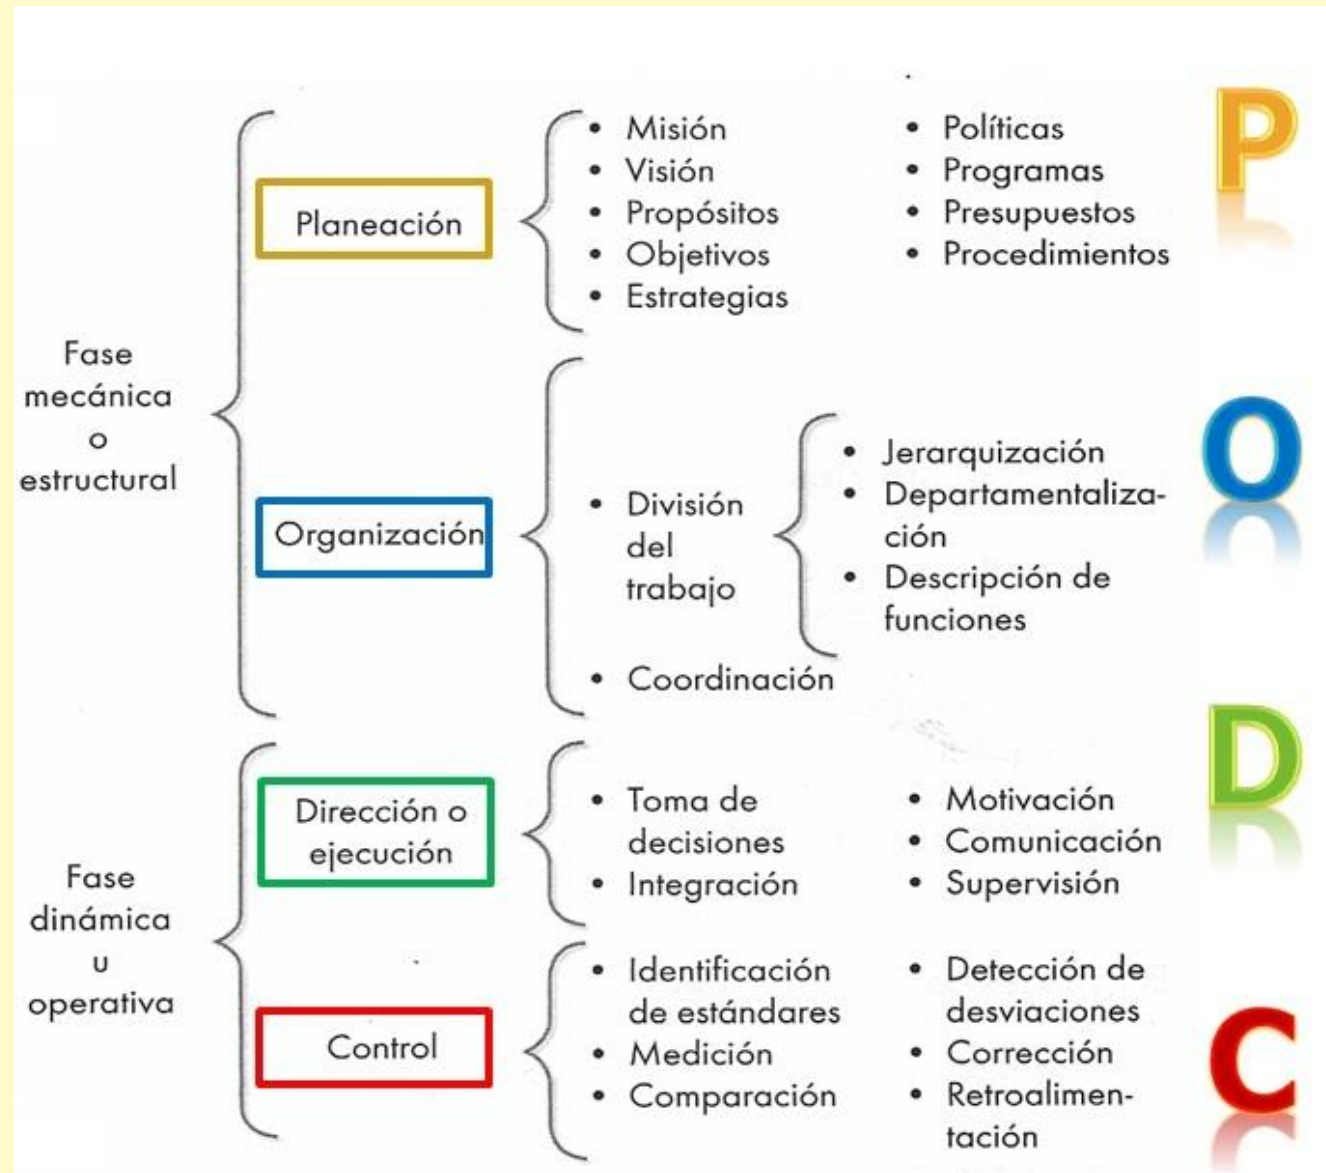 Fase
mecánica
o
estructural
Planeación
• Misión
• Visión
• Propósitos
• Objetivos
• Estrategias
• Políticas
• Programas
• Presupuestos
• Procedimientos
P
Organización
• División
del
trabajo
• Jerarquización
• Departamentaliza-
ción
• Descripción de
funciones
• Coordinación
O
Fase
dinámica
u
operativa
Dirección o
ejecución
• Toma de
decisiones
• Integración
• Motivación
• Comunicación
• Supervisión
D
Control
• Identificación
de estándares
• Medición
• Comparación
• Detección de
desviaciones
• Corrección
• Retroalimen-
tación
C